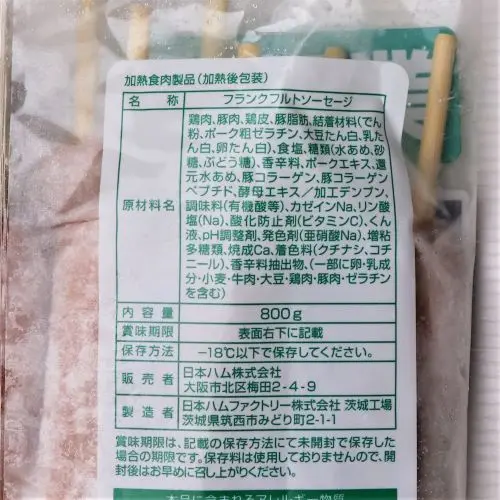 加熱食肉製品(加熱後包装)
名称 フランクフルトソーセージ
原材料名 鶏肉、豚肉、鶏皮、豚脂肪、結着材料(でん
粉、ポーク粗ゼラチン、大豆たん白、乳た
ん白、卵たん白)、食塩、糖類(水あめ、砂
糖、ぶどう糖)、香辛料、ポークエキス、還
元水あめ、豚コラーゲン、豚コラーゲン
ペプチド、酵母エキス/加工デンプン、
調味料(有機酸等)、カゼインNa、リン酸
塩(Na)、酸化防止剤(ビタミンC)、くん
液、pH調整剤、発色剤(亜硝酸Na)、増粘
多糖類、焼成Ca、着色料(クチナシ、コチ
ニール)、香辛料抽出物、(一部に卵・乳成
分・小麦・牛肉・大豆・鶏肉・豚肉・ゼラチン
を含む)
内容量 800g
賞味期限 表面右下に記載
保存方法 −18℃以下で保存してください。
販売者 日本ハム株式会社
大阪市北区梅田2-4-9
製造者 日本ハムファクトリー株式会社 茨城工場
茨城県筑西市みどり町2-1-1
賞味期限は、記載の保存方法にて未開封で保存した
場合の期限です。保存料は使用しておりませんので、開
封後はお早めに召し上がりください。
本品に含まれるアレルギー物質